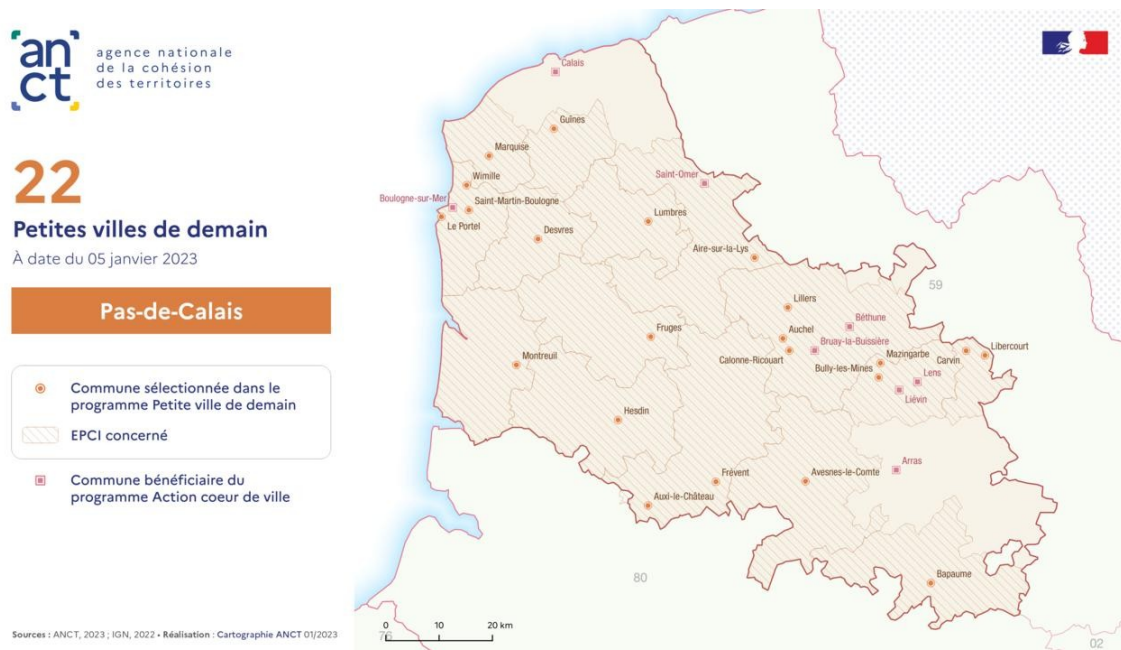 an
ct
agence nationale
de la cohésion
des territoires
22
Petites villes de demain
À date du 05 janvier 2023
Pas-de-Calais
Commune sélectionnée dans le
programme Petite ville de demain
EPCI concerné
Commune bénéficiaire du
programme Action coeur de ville
Sources : ANCT, 2023 ; IGN, 2022 • Réalisation : Cartographie ANCT 01/2023
Calais
Guînes
Marquise
Wimille
Saint-Omer
Boulogne-sur-Mer
Saint-Martin-Boulogne
Le Portel
Lumbres
Desvres
Aire-sur-la-Lys
59
Lillers
Béthune
Fruges
Auchel
Bruay-la-Buissière
Calonne-Ricouart
Montreuil
Mazingarbe
Carvin
Libercourt
Bully-les-Mines
Lens
Liévin
Hesdin
Arras
Frévent
Avesnes-le-Comte
Auxi-le-Château
80
Bapaume
0 10 20 km
76
02